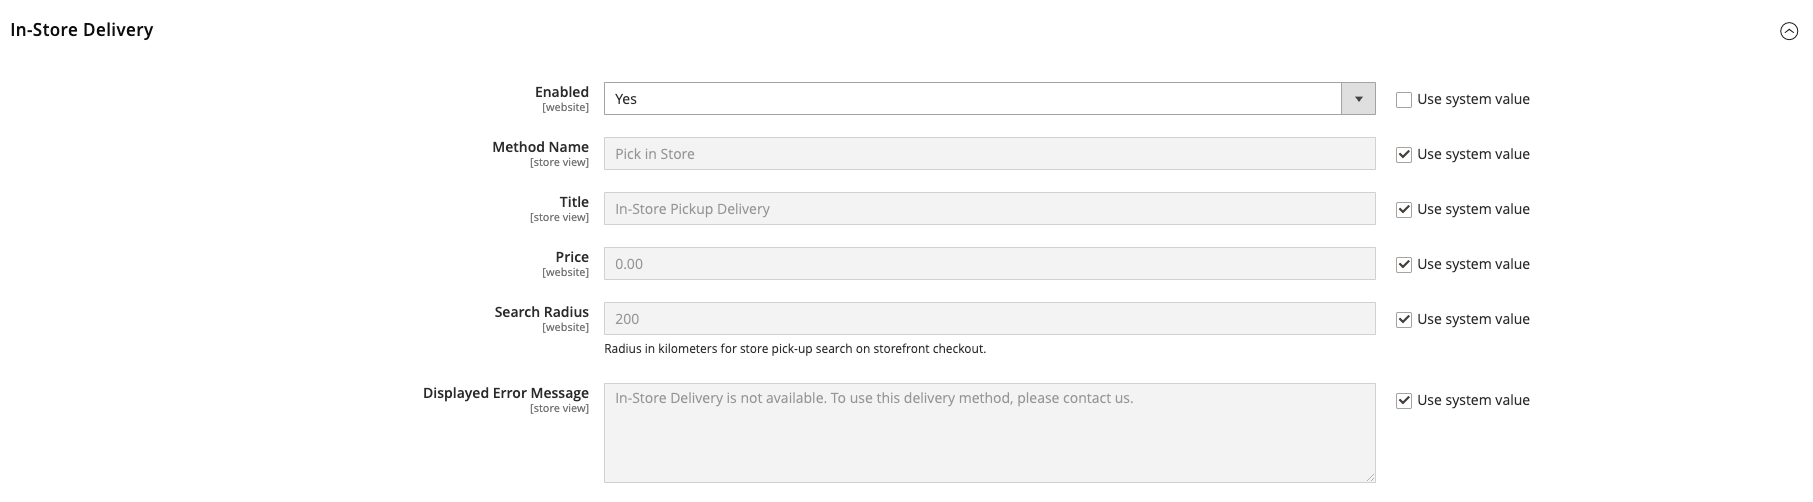 In-Store Delivery
Enabled
[website]
Yes
Use system value
Method Name
[store view]
Pick in Store
Use system value
Title
[store view]
In-Store Pickup Delivery
Use system value
Price
[website]
0.00
Use system value
Search Radius
[website]
200
Use system value
Radius in kilometers for store pick-up search on storefront checkout.
Displayed Error Message
[store view]
In-Store Delivery is not available. To use this delivery method, please contact us.
Use system value